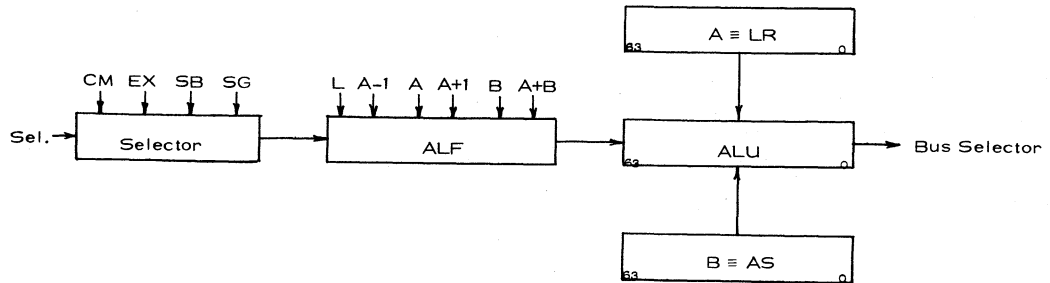 A ≡ LR
63 0
CM EX SB SG
L A-1 A A+1 B A+B
Sel. Selector ALF ALU Bus Selector
63 0
B ≡ AS
63 0